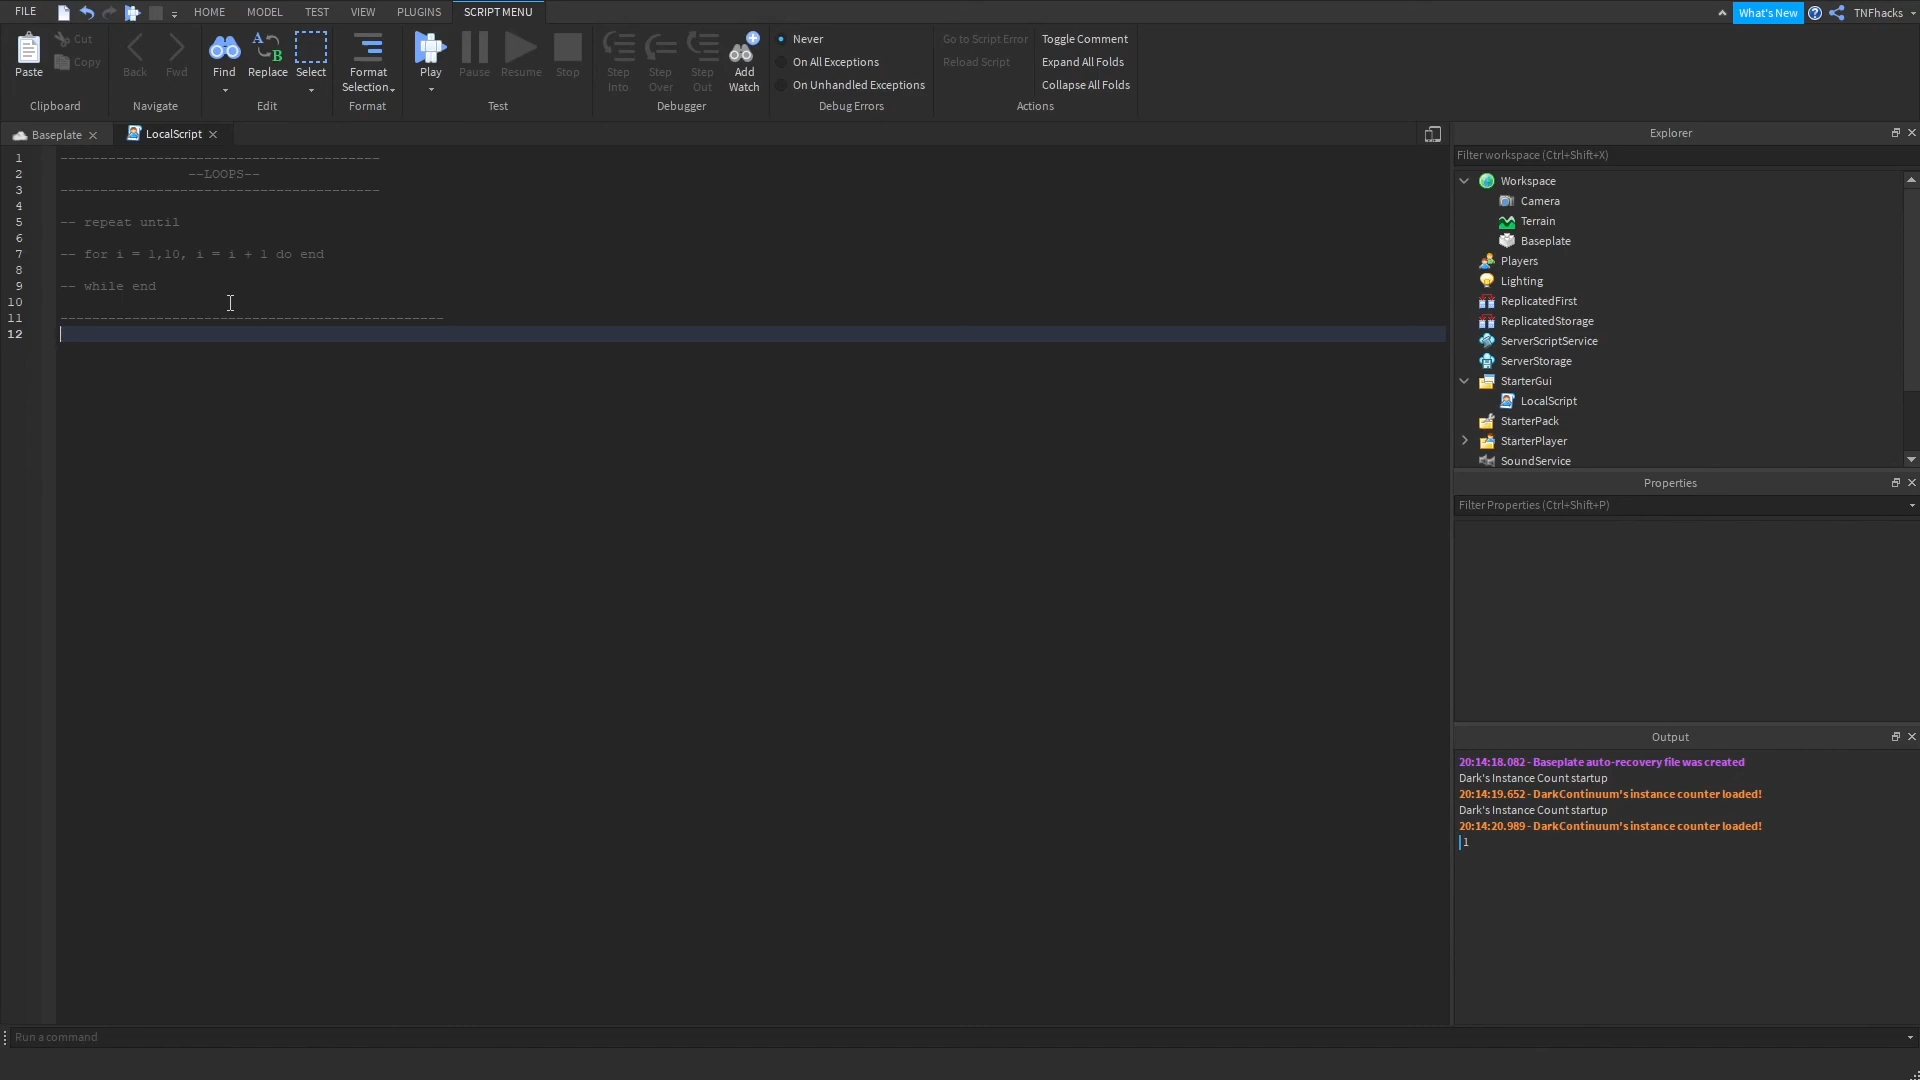 FILE HOME MODEL TEST VIEW PLUGINS SCRIPT MENU What's New TNFhacks
Paste Cut Copy Back Fwd Find Replace Select Format Selection Play Pause Resume Stop Step Into Step Over Step Out Add Watch
Never
On All Exceptions
On Unhandled Exceptions
Go to Script Error
Reload Script
Toggle Comment
Expand All Folds
Collapse All Folds
Clipboard Navigate Edit Format Test Debugger Debug Errors Actions
Baseplate LocalScript
1 ----------------------------------------
2 --LOOPS--
3 ----------------------------------------
4
5 -- repeat until
6
7 -- for i = 1,10, i = i + 1 do end
8
9 -- while end
10
11 ------------------------------------------------
12
Explorer
Filter workspace (Ctrl+Shift+X)
Workspace
Camera
Terrain
Baseplate
Players
Lighting
ReplicatedFirst
ReplicatedStorage
ServerScriptService
ServerStorage
StarterGui
LocalScript
StarterPack
StarterPlayer
SoundService
Properties
Filter Properties (Ctrl+Shift+P)
Output
20:14:18.082 - Baseplate auto-recovery file was created
Dark's Instance Count startup
20:14:19.652 - DarkContinuum's instance counter loaded!
Dark's Instance Count startup
20:14:20.989 - DarkContinuum's instance counter loaded!
1
Run a command